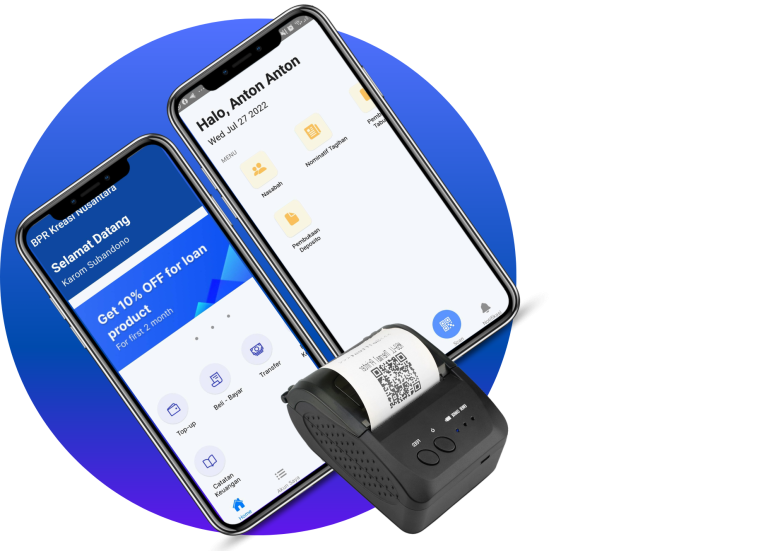 Halo, Anton Anton
Wed Jul 27 2022
MENU
Nasabah
Nominatif Tagihan
Pembukaan
Deposito
BPR Kreasi Nusantara
Selamat Datang
Karom Subandono
Get 10% OFF for loan
product
For first 2 month
Top-up
Beli - Bayar
Transfer
Catatan
Keuangan
Home